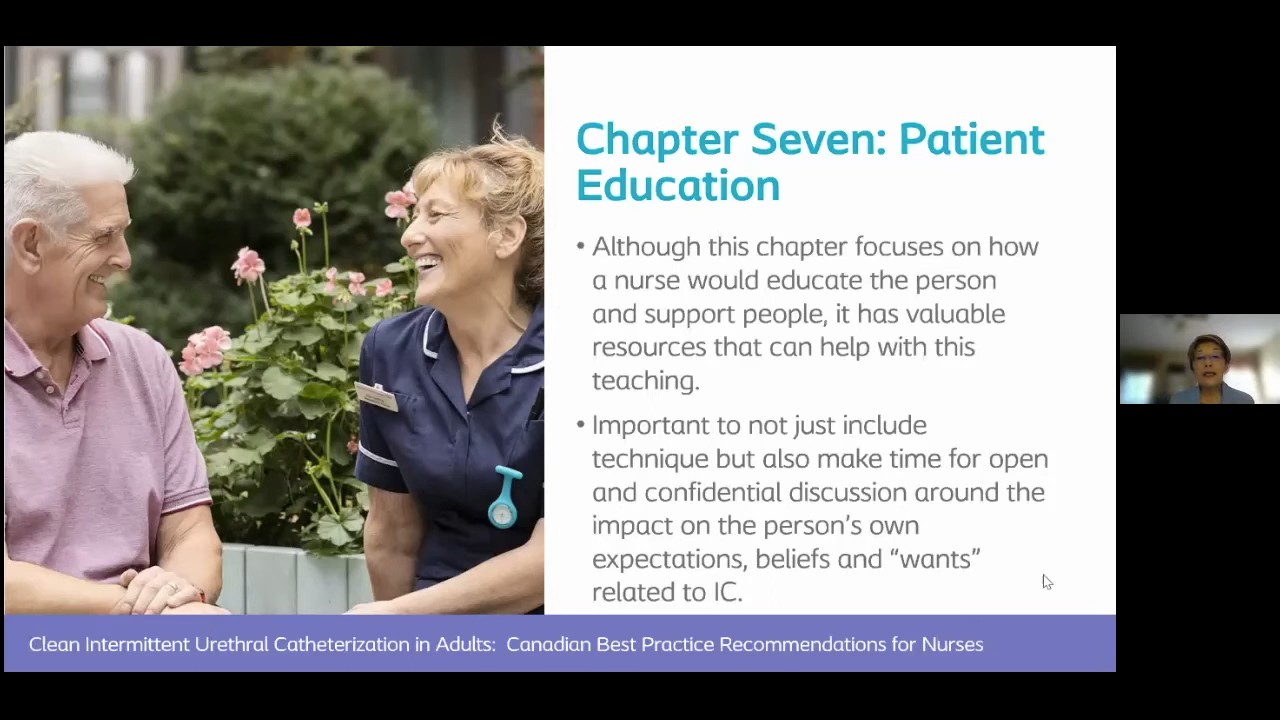 Chapter Seven: Patient
Education
• Although this chapter focuses on how
a nurse would educate the person
and support people, it has valuable
resources that can help with this
teaching.
• Important to not just include
technique but also make time for open
and confidential discussion around the
impact on the person’s own
expectations, beliefs and “wants”
related to IC.
Clean Intermittent Urethral Catheterization in Adults:  Canadian Best Practice Recommendations for Nurses